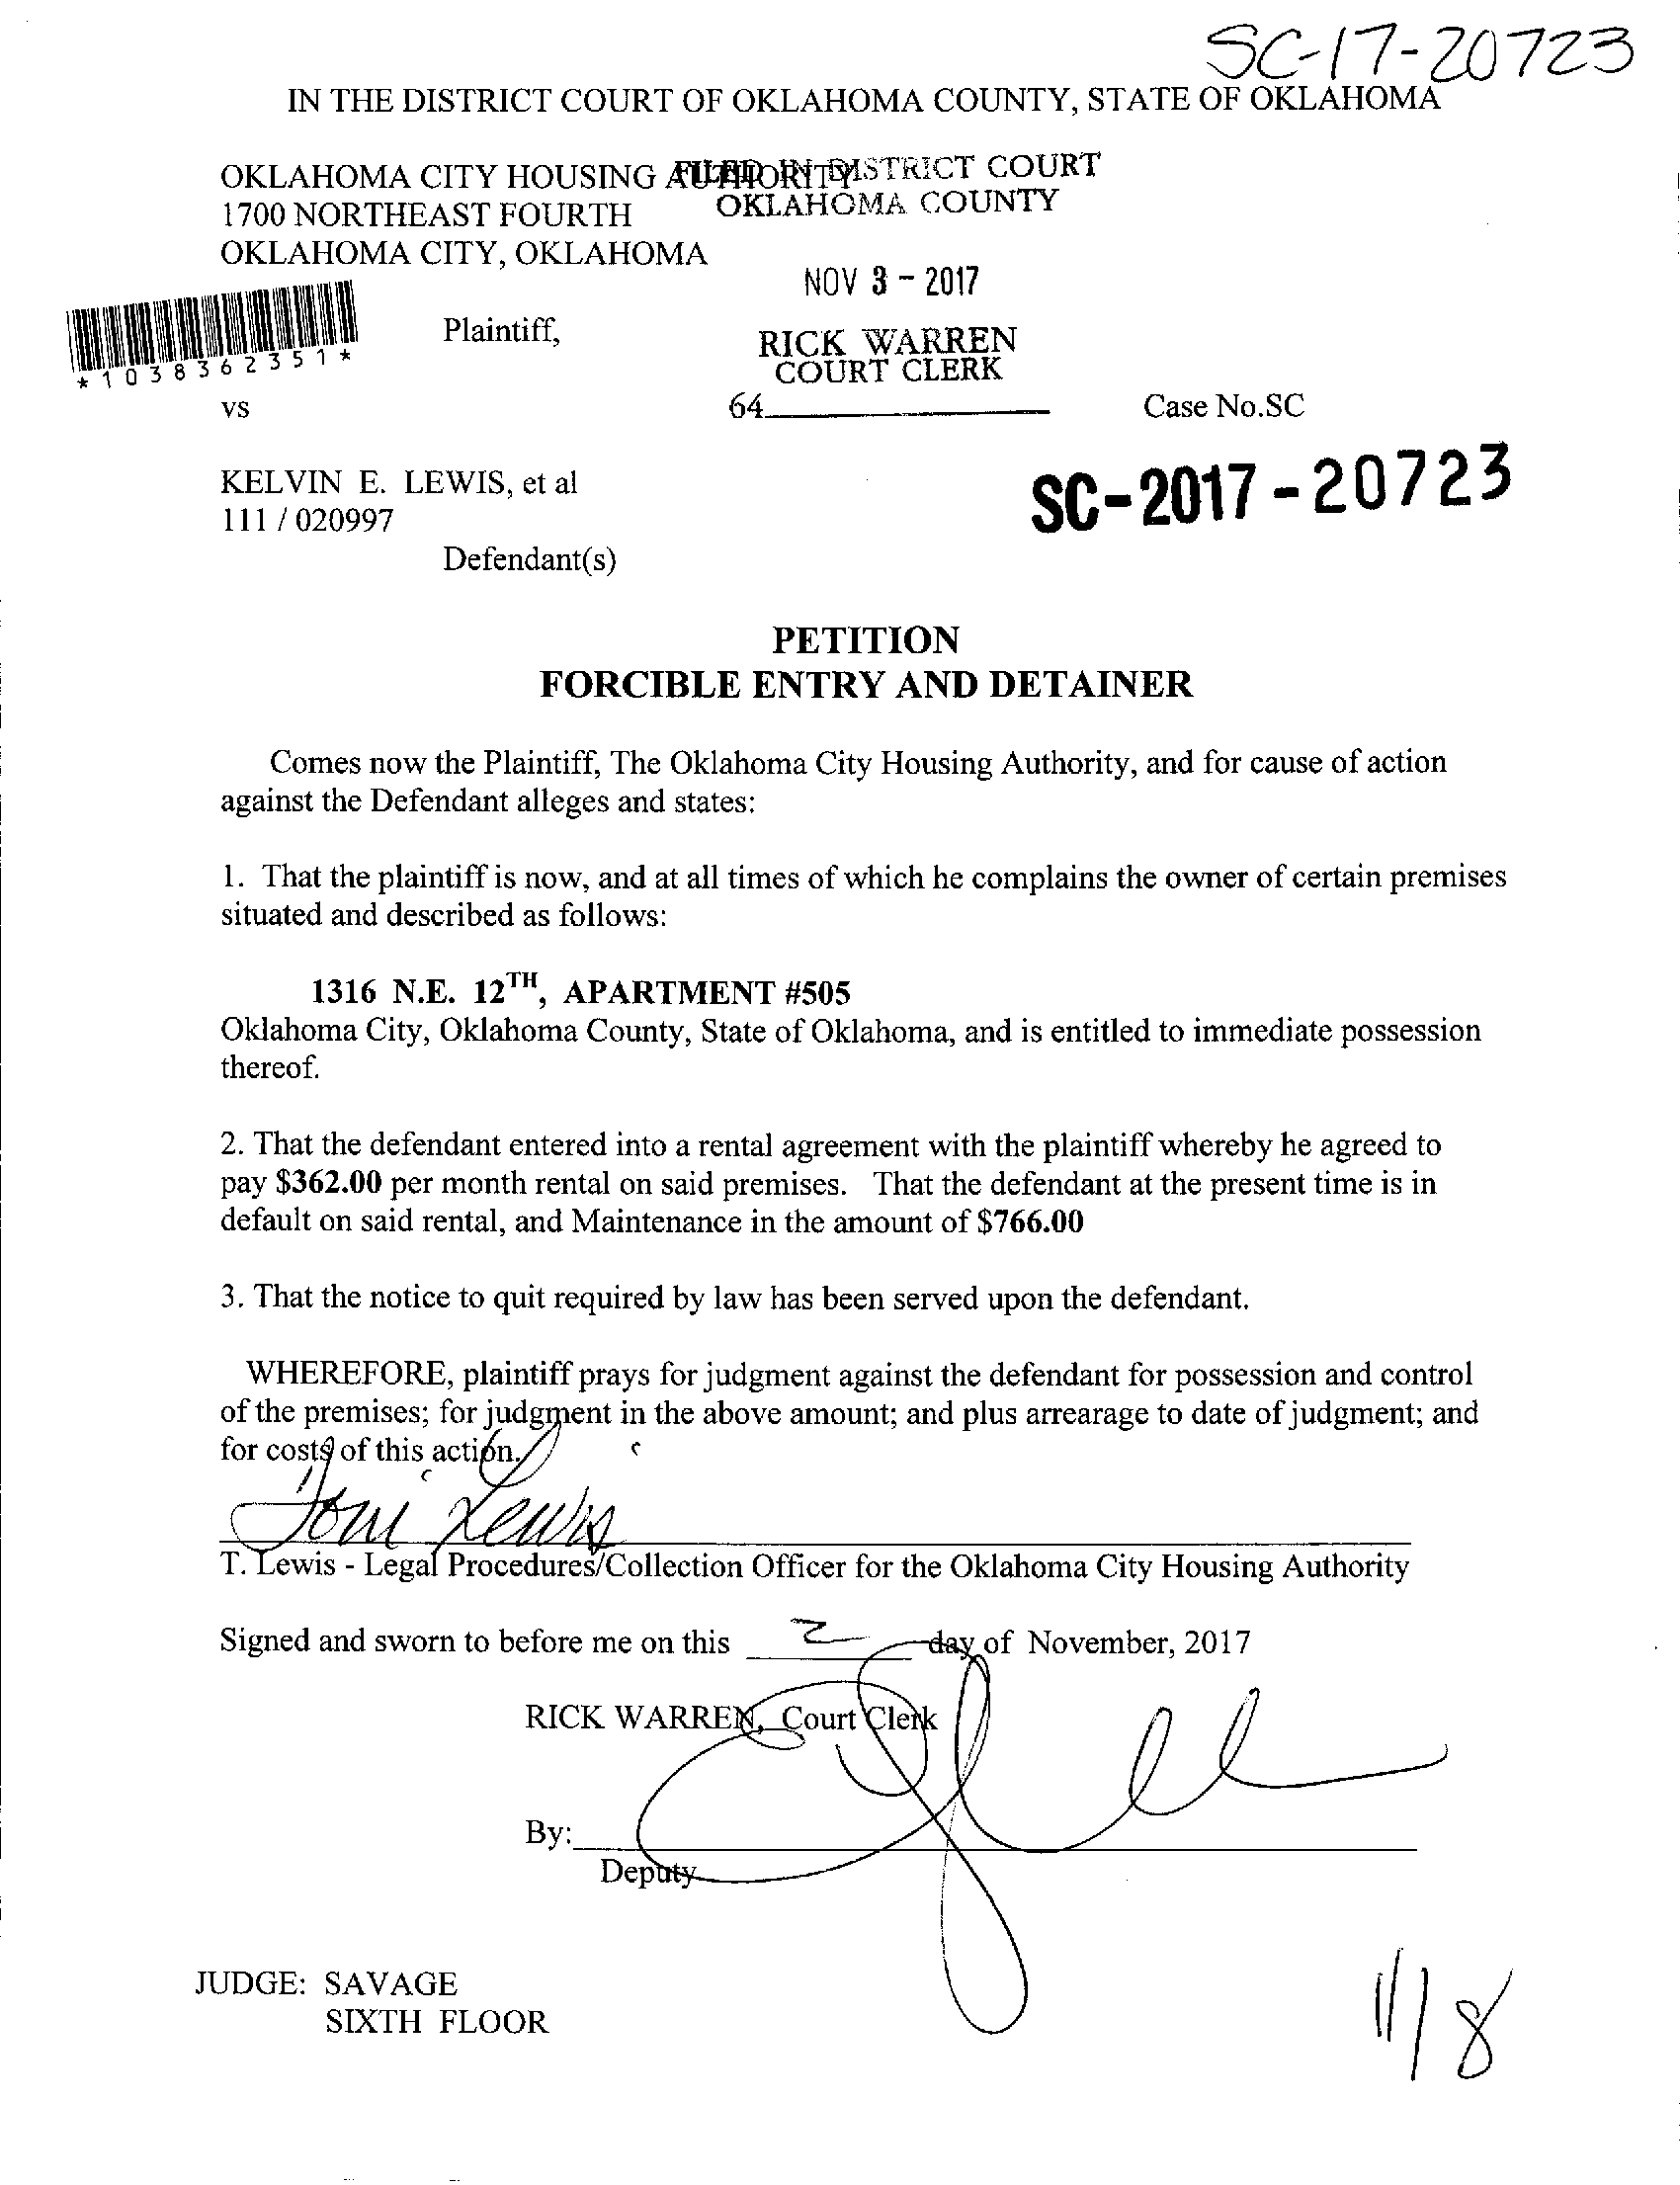 SC-17-20723
IN THE DISTRICT COURT OF OKLAHOMA COUNTY, STATE OF OKLAHOMA
OKLAHOMA CITY HOUSING AUTHORITY
1700 NORTHEAST FOURTH
OKLAHOMA CITY, OKLAHOMA
FILED IN DISTRICT COURT
OKLAHOMA COUNTY
NOV 3 - 2017
RICK WARREN
COURT CLERK
64
*1038362351*
Plaintiff,
vs
Case No.SC
SC-2017-20723
KELVIN E. LEWIS, et al
111 / 020997
Defendant(s)
PETITION
FORCIBLE ENTRY AND DETAINER
Comes now the Plaintiff, The Oklahoma City Housing Authority, and for cause of action
against the Defendant alleges and states:
1. That the plaintiff is now, and at all times of which he complains the owner of certain premises
situated and described as follows:
1316 N.E. 12TH, APARTMENT #505
Oklahoma City, Oklahoma County, State of Oklahoma, and is entitled to immediate possession
thereof.
2. That the defendant entered into a rental agreement with the plaintiff whereby he agreed to
pay $362.00 per month rental on said premises. That the defendant at the present time is in
default on said rental, and Maintenance in the amount of $766.00
3. That the notice to quit required by law has been served upon the defendant.
WHEREFORE, plaintiff prays for judgment against the defendant for possession and control
of the premises; for judgment in the above amount; and plus arrearage to date of judgment; and
for costs of this action.
Toni Lewis
T. Lewis - Legal Procedures/Collection Officer for the Oklahoma City Housing Authority
Signed and sworn to before me on this 2 day of November, 2017
RICK WARREN, Court Clerk
By:
Deputy
JUDGE: SAVAGE
SIXTH FLOOR
11/8